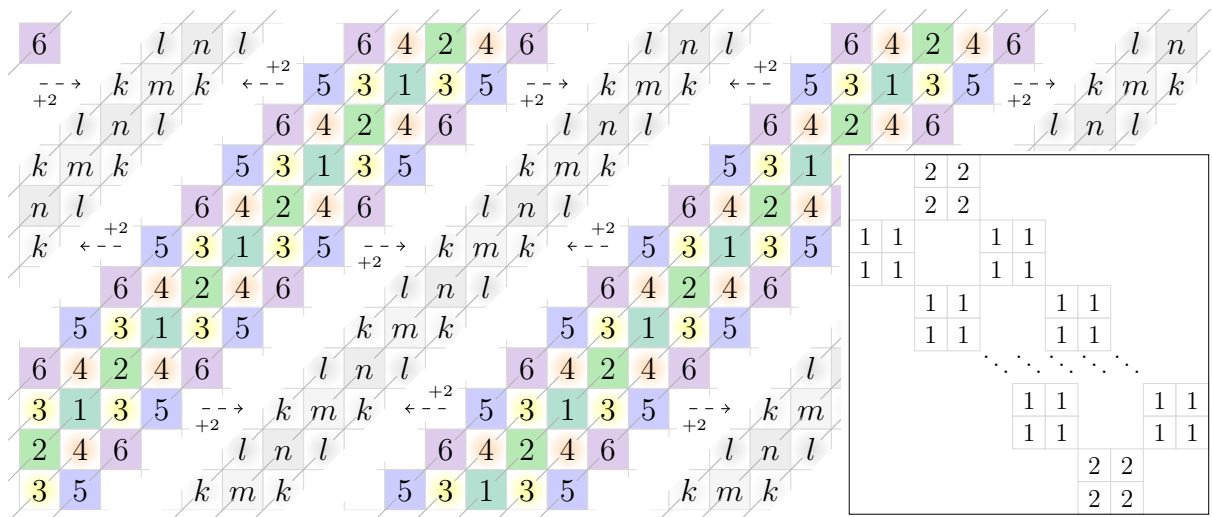 6 l n l 6 4 2 4 6 l n l 6 4 2 4 6 l n
+2 k m k +2 5 3 1 3 5 +2 k m k +2 5 3 1 3 5 +2 k m k
l n l 6 4 2 4 6 l n l 6 4 2 4 6 l n l
k m k 5 3 1 3 5 k m k 5 3 1
n l 6 4 2 4 6 l n l 6 4 2 4
k +2 5 3 1 3 5 +2 k m k +2 5 3 1 3 5
6 4 2 4 6 l n l 6 4 2 4 6
5 3 1 3 5 k m k 5 3 1 3 5
6 4 2 4 6 l n l 6 4 2 4 6 l
3 1 3 5 +2 k m k +2 5 3 1 3 5 +2 k m
2 4 6 l n l 6 4 2 4 6 l n l
3 5 k m k 5 3 1 3 5 k m k
2 2
2 2
1 1 1 1
1 1 1 1
1 1 1 1
1 1 1 1
⋱ ⋱ ⋱ ⋱ ⋱
1 1 1 1
1 1 1 1
2 2
2 2